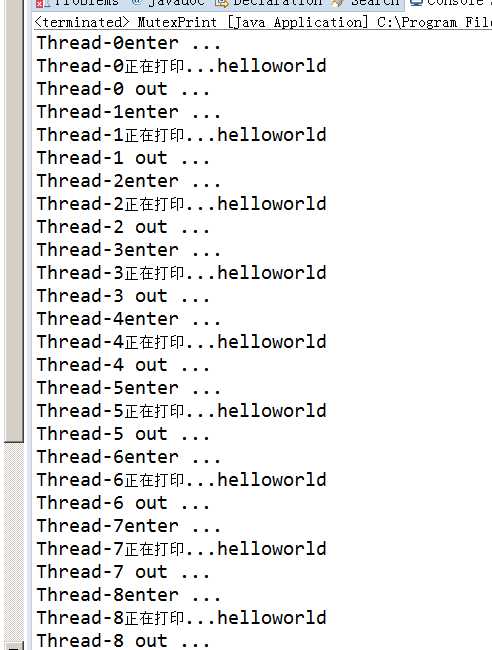 Problems @ Javadoc Declaration Search Console
<terminated> MutexPrint [Java Application] C:\Program File
Thread-0enter ...
Thread-0正在打印...helloworld
Thread-0 out ...
Thread-1enter ...
Thread-1正在打印...helloworld
Thread-1 out ...
Thread-2enter ...
Thread-2正在打印...helloworld
Thread-2 out ...
Thread-3enter ...
Thread-3正在打印...helloworld
Thread-3 out ...
Thread-4enter ...
Thread-4正在打印...helloworld
Thread-4 out ...
Thread-5enter ...
Thread-5正在打印...helloworld
Thread-5 out ...
Thread-6enter ...
Thread-6正在打印...helloworld
Thread-6 out ...
Thread-7enter ...
Thread-7正在打印...helloworld
Thread-7 out ...
Thread-8enter ...
Thread-8正在打印...helloworld
Thread-8 out ...